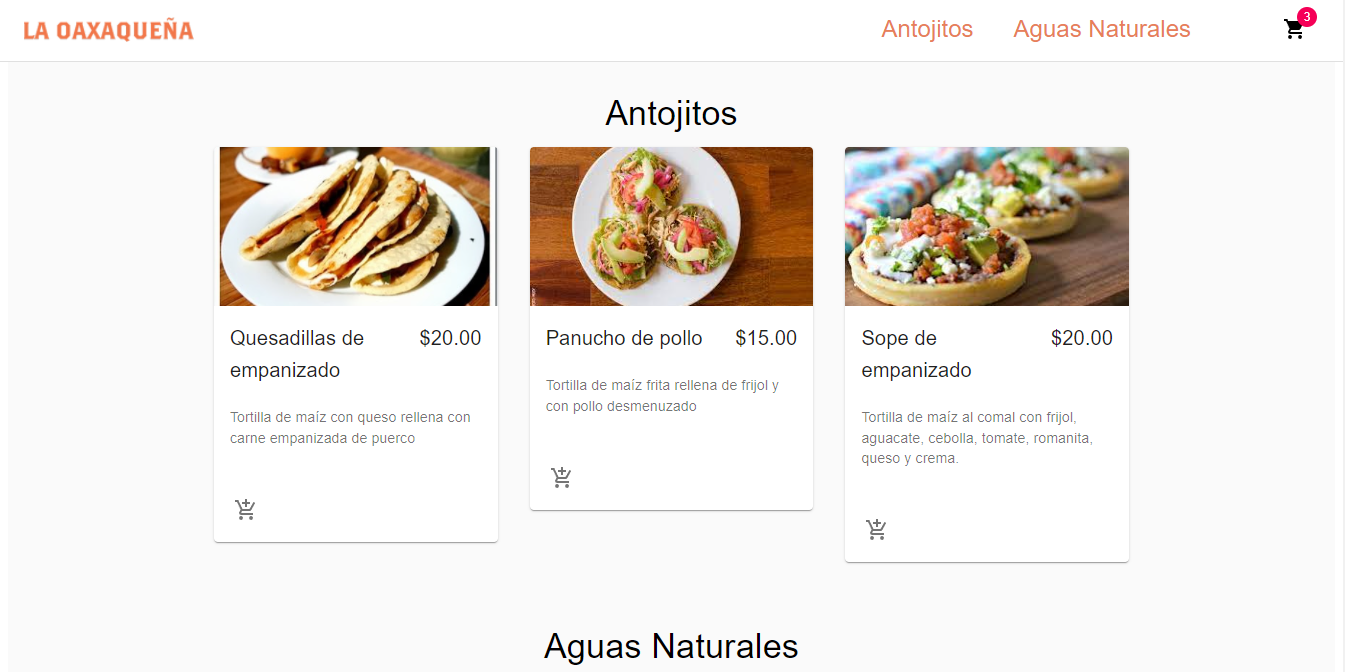 LA OAXAQUEÑA
Antojitos
Aguas Naturales
3
Antojitos
Quesadillas de
empanizado
$20.00
Tortilla de maíz con queso rellena con
carne empanizada de puerco
Panucho de pollo
$15.00
Tortilla de maíz frita rellena de frijol y
con pollo desmenuzado
Sope de
empanizado
$20.00
Tortilla de maíz al comal con frijol,
aguacate, cebolla, tomate, romanita,
queso y crema.
Aguas Naturales